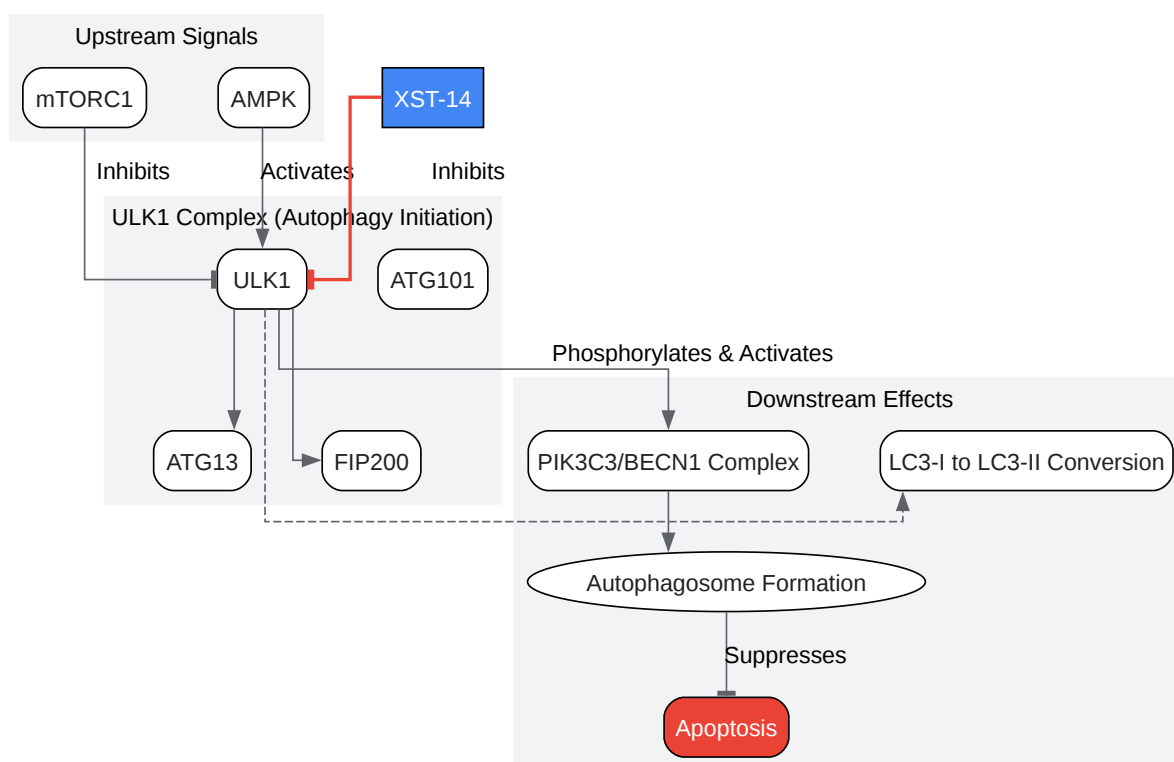 Upstream Signals
mTORC1
AMPK
XST-14
Inhibits
Activates
Inhibits
ULK1 Complex (Autophagy Initiation)
ULK1
ATG101
Phosphorylates & Activates
Downstream Effects
ATG13
FIP200
PIK3C3/BECN1 Complex
LC3-I to LC3-II Conversion
Autophagosome Formation
Suppresses
Apoptosis